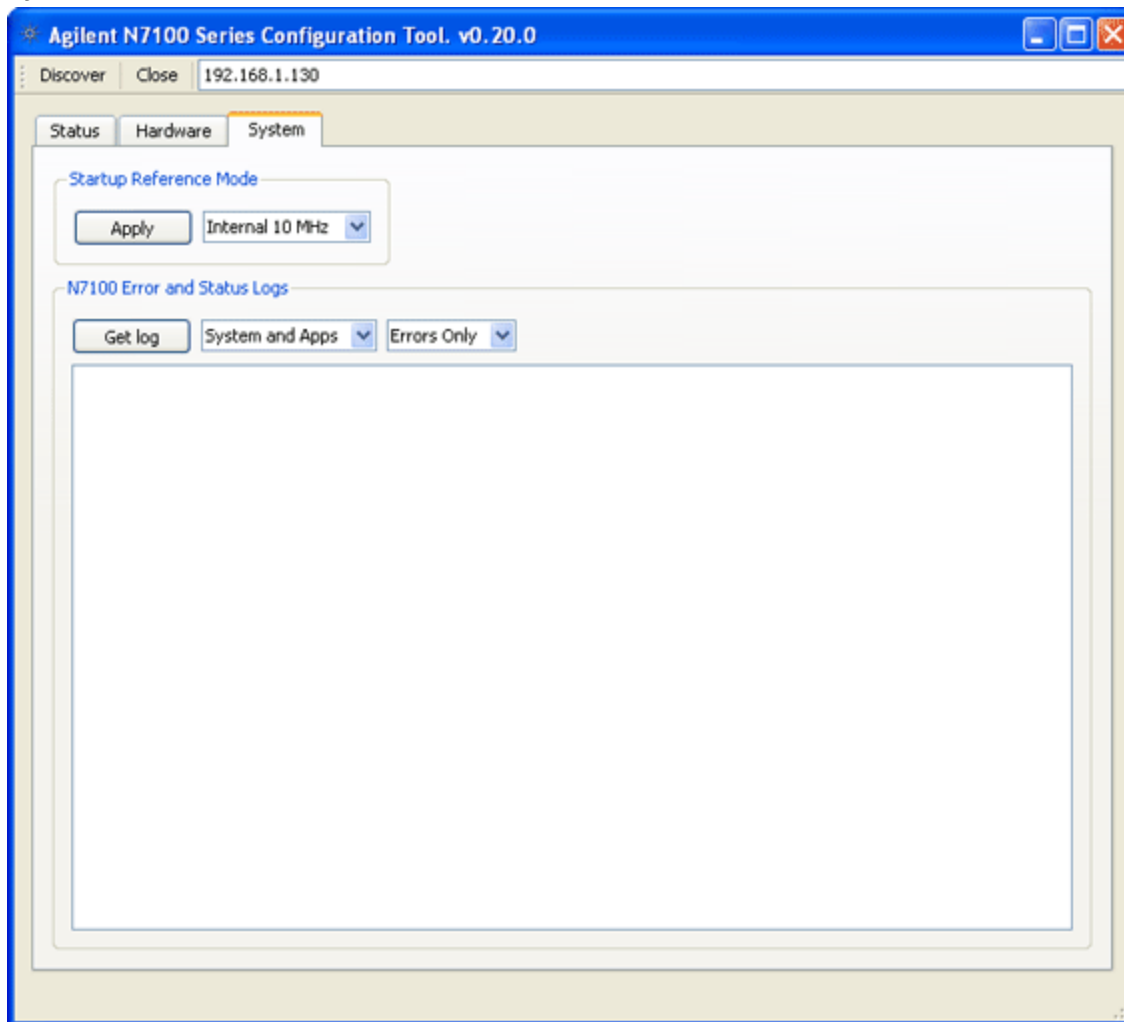 Agilent N7100 Series Configuration Tool. v0.20.0
Discover Close 192.168.1.130
Status Hardware System
Startup Reference Mode
Apply Internal 10 MHz
N7100 Error and Status Logs
Get log System and Apps Errors Only